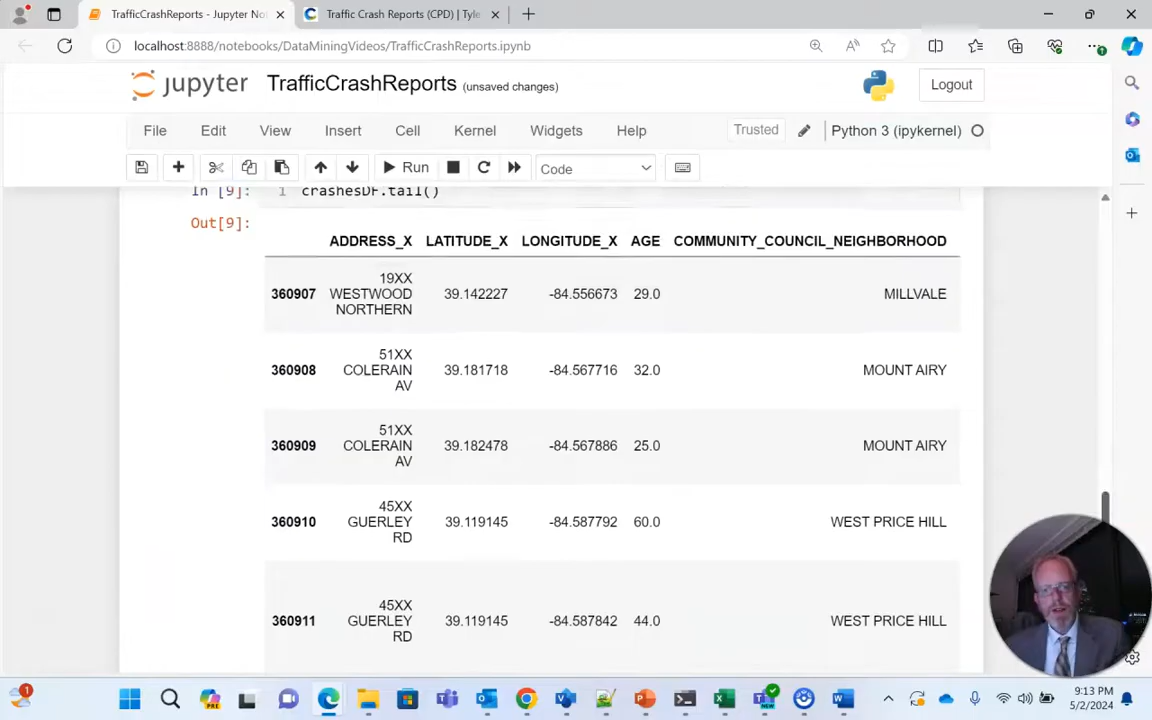 TrafficCrashReports - Jupyter No
Traffic Crash Reports (CPD) | Tyle
localhost:8888/notebooks/DataMiningVideos/TrafficCrashReports.ipynb
jupyter TrafficCrashReports (unsaved changes) Logout
File Edit View Insert Cell Kernel Widgets Help Trusted Python 3 (ipykernel)
Run Code
In [9]: 1 crashesDF.tail()
Out[9]:
ADDRESS_X LATITUDE_X LONGITUDE_X AGE COMMUNITY_COUNCIL_NEIGHBORHOOD
19XX
360907 WESTWOOD 39.142227 -84.556673 29.0 MILLVALE
NORTHERN
51XX
360908 COLERAIN 39.181718 -84.567716 32.0 MOUNT AIRY
AV
51XX
360909 COLERAIN 39.182478 -84.567886 25.0 MOUNT AIRY
AV
45XX
360910 GUERLEY 39.119145 -84.587792 60.0 WEST PRICE HILL
RD
45XX
360911 GUERLEY 39.119145 -84.587842 44.0 WEST PRICE HILL
RD
9:13 PM
5/2/2024